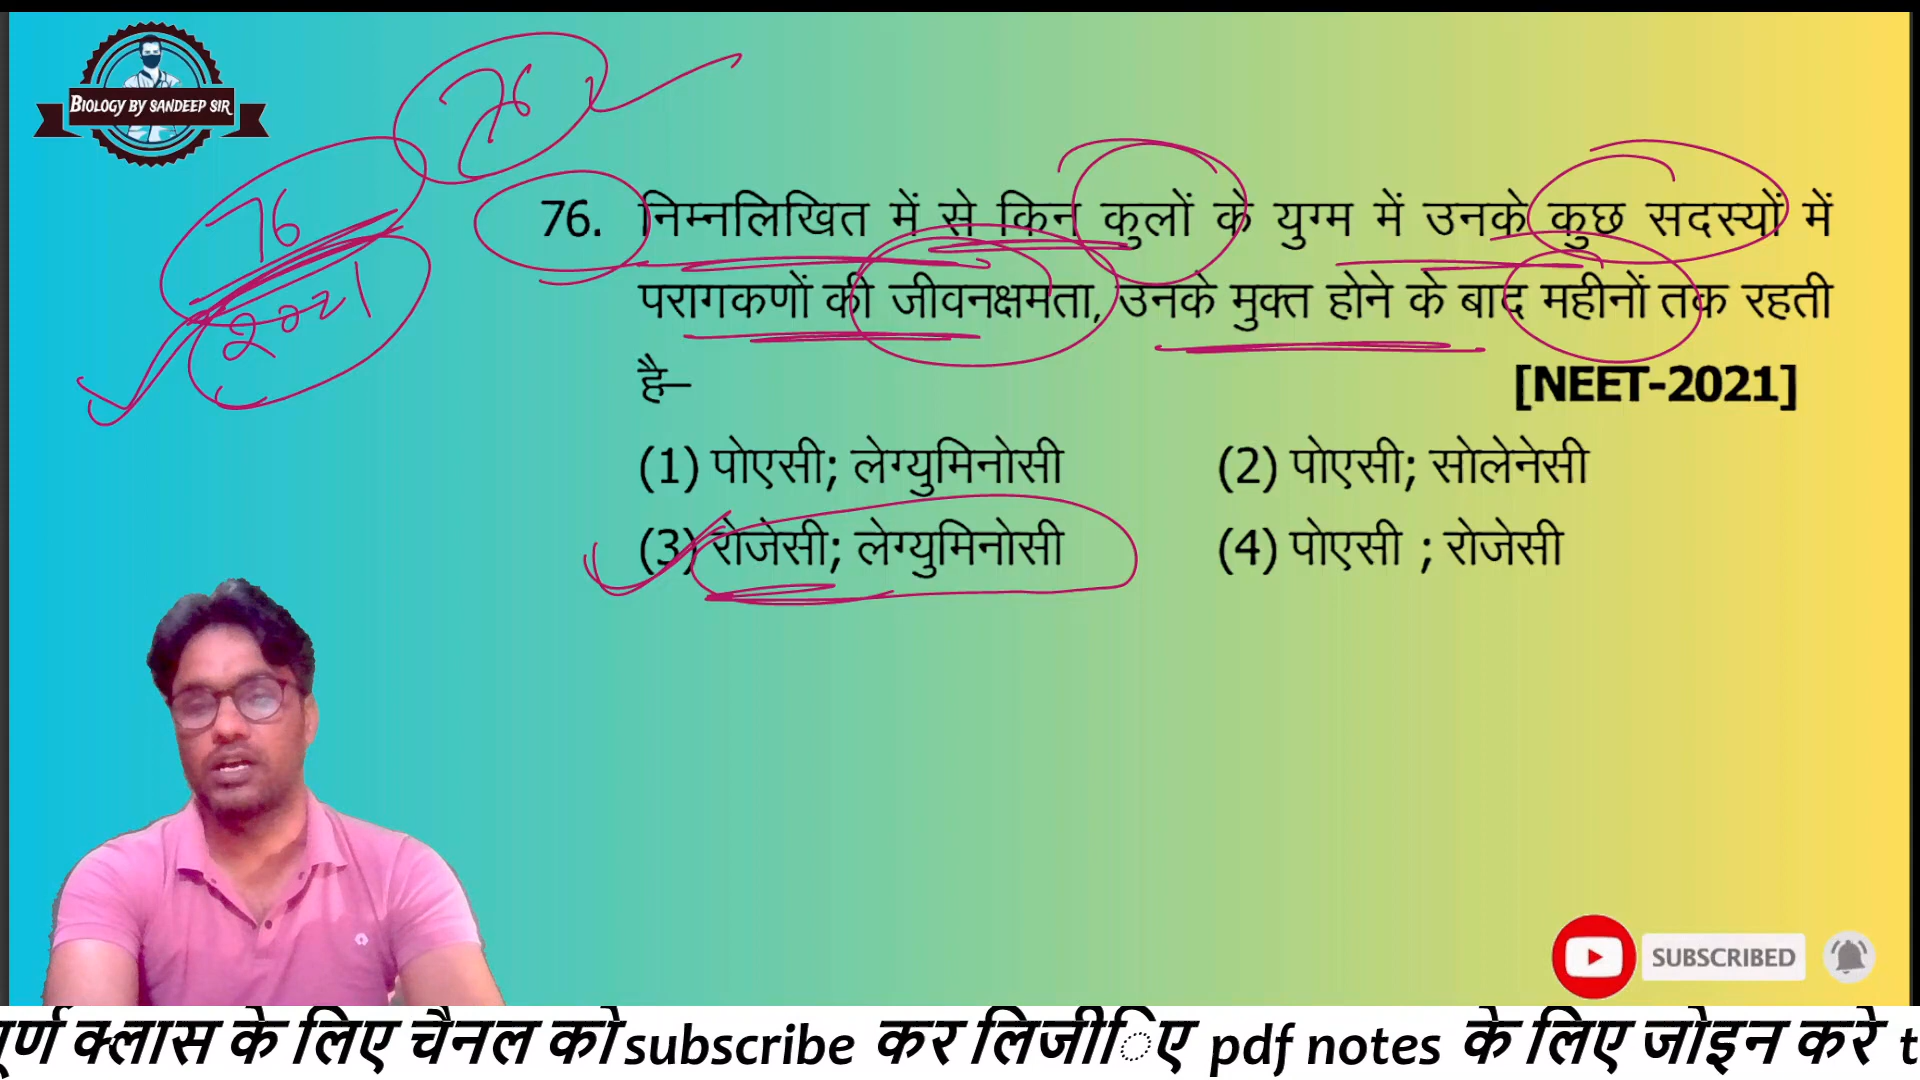 BIOLOGY BY SANDEEP SIR
76
76
2021
76. निम्नलिखित में से किन कुलों के युग्म में उनके कुछ सदस्यों में
परागकणों की जीवनक्षमता, उनके मुक्त होने के बाद महीनों तक रहती
है– [NEET-2021]
(1) पोएसी; लेग्युमिनोसी (2) पोएसी; सोलेनेसी
(3) रोजेसी; लेग्युमिनोसी (4) पोएसी ; रोजेसी
SUBSCRIBED
क्लास के लिए चैनल को subscribe कर लिजीिए pdf notes के लिए जोइन करे